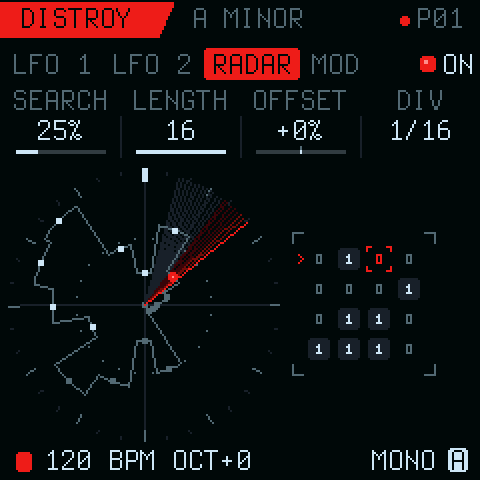 DISTROY A MINOR P01
LFO 1 LFO 2 RADAR MOD ON
SEARCH LENGTH OFFSET DIV
25% 16 +0% 1/16
0 1 0 0
0 0 0 1
0 1 1 0
1 1 1 0
120 BPM OCT+0 MONO A